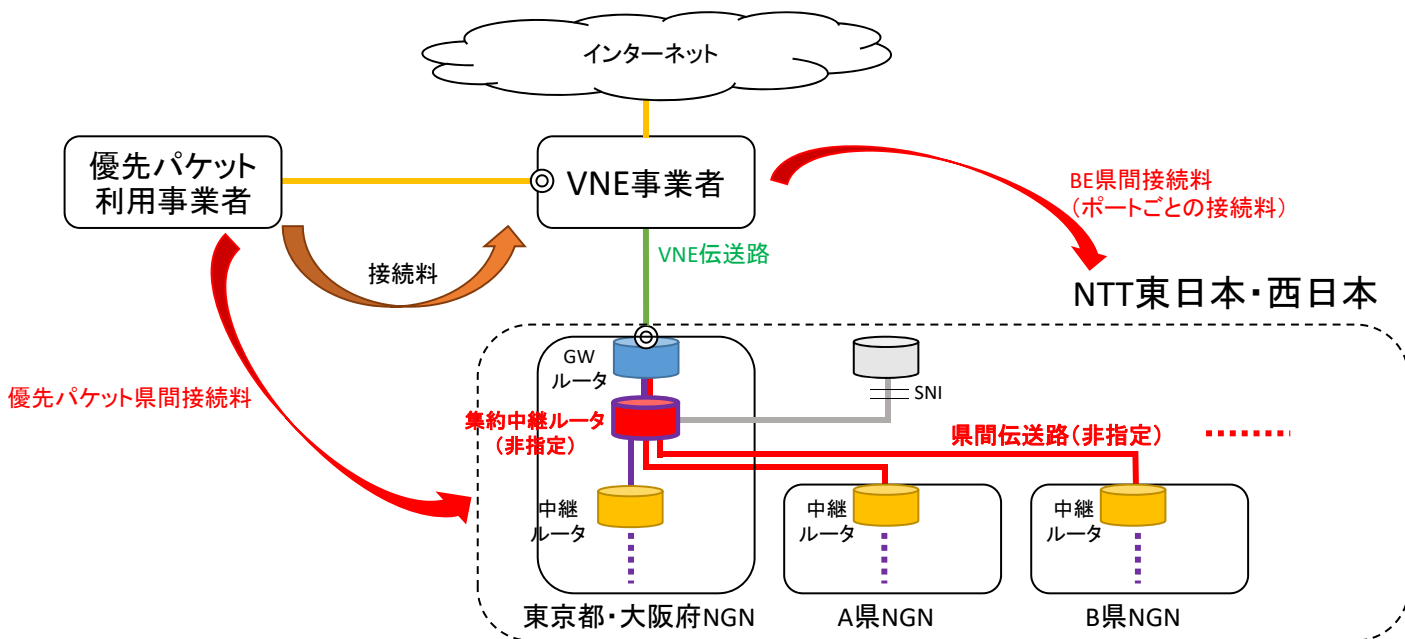 インターネット
優先パケット
利用事業者
VNE事業者
BE県間接続料
(ポートごとの接続料)
接続料
VNE伝送路
NTT東日本・西日本
優先パケット県間接続料
GW
ルータ
SNI
集約中継ルータ
(非指定)
県間伝送路(非指定)
中継
ルータ
中継
ルータ
中継
ルータ
東京都・大阪府NGN
A県NGN
B県NGN